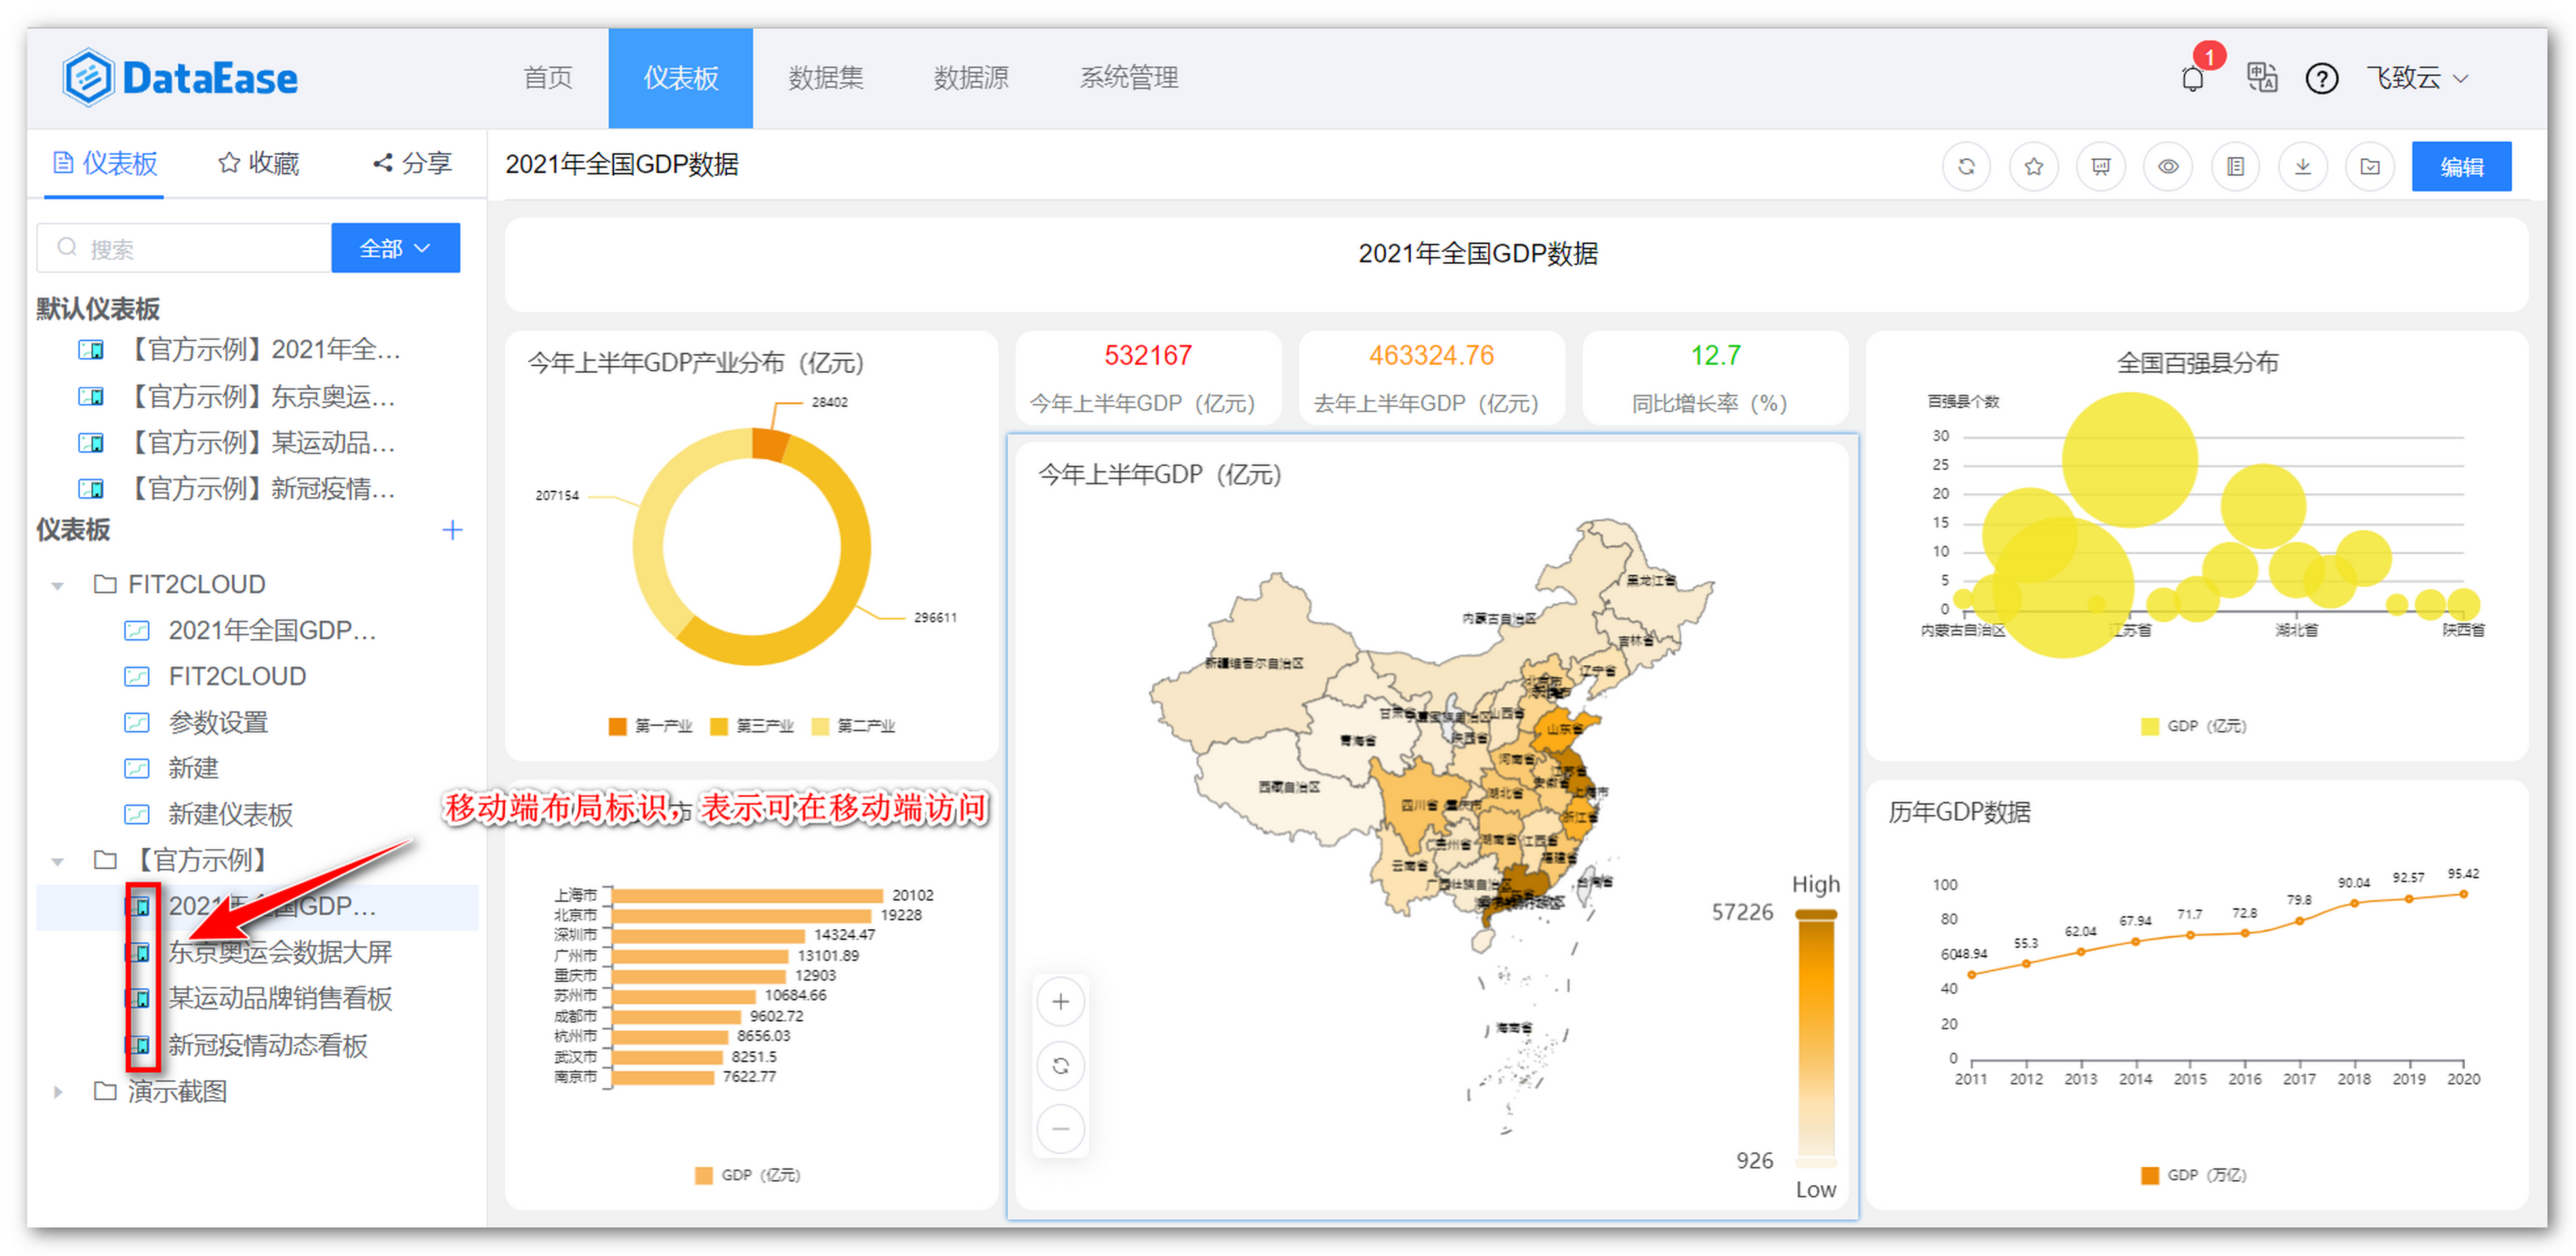 DataEase
首页
仪表板
数据集
数据源
系统管理
1
飞致云
仪表板
收藏
分享
2021年全国GDP数据
编辑
搜索
全部
默认仪表板
【官方示例】2021年全...
【官方示例】东京奥运...
【官方示例】某运动品...
【官方示例】新冠疫情...
仪表板
FIT2CLOUD
2021年全国GDP...
FIT2CLOUD
参数设置
新建
新建仪表板
【官方示例】
2021年全国GDP...
东京奥运会数据大屏
某运动品牌销售看板
新冠疫情动态看板
演示截图
移动端布局标识，表示可在移动端访问
2021年全国GDP数据
今年上半年GDP产业分布（亿元）
28402
207154
296611
第一产业
第三产业
第二产业
532167
今年上半年GDP（亿元）
463324.76
去年上半年GDP（亿元）
12.7
同比增长率（%）
今年上半年GDP（亿元）
黑龙江省
内蒙古自治区
吉林省
新疆维吾尔自治区
辽宁省
北京市
山西省
山东省
青海省
陕西省
河南省
江苏省
西藏自治区
安徽省
上海市
四川省
重庆市
湖北省
浙江省
贵州省
湖南省
江西省
云南省
福建省
广西壮族自治区
台湾省
海南省
High
57226
926
Low
全国百强县分布
百强县个数
30
25
20
15
10
5
0
内蒙古自治区
江苏省
湖北省
陕西省
GDP（亿元）
上海市 20102
北京市 19228
深圳市 14324.47
广州市 13101.89
重庆市 12903
苏州市 10684.66
成都市 9602.72
杭州市 8656.03
武汉市 8251.5
南京市 7622.77
GDP（亿元）
历年GDP数据
100
80
60
40
20
0
48.94
55.3
62.04
67.94
71.7
72.8
79.8
90.04
92.57
95.42
2011 2012 2013 2014 2015 2016 2017 2018 2019 2020
GDP（万亿）